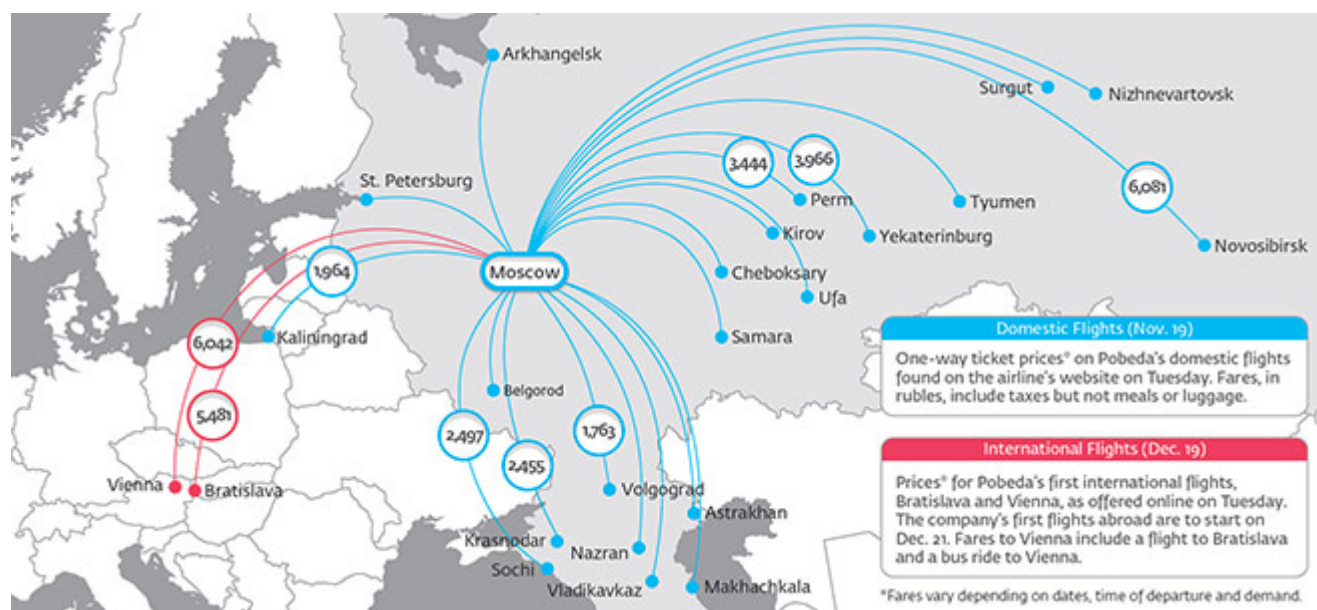 Arkhangelsk
Surgut
Nizhnevartovsk
3,444
3,966
St. Petersburg
6,081
Perm
Tyumen
Kirov
Yekaterinburg
Novosibirsk
Moscow
1,964
Cheboksary
Ufa
Kaliningrad
Samara
6,042
Belgorod
5,481
2,497
1,763
2,455
Vienna
Bratislava
Volgograd
Astrakhan
Krasnodar
Nazran
Sochi
Vladikavkaz
Makhachkala
Domestic Flights (Nov. 19)
One-way ticket prices* on Pobeda's domestic flights
found on the airline's website on Tuesday. Fares, in
rubles, include taxes but not meals or luggage.
International Flights (Dec. 19)
Prices* for Pobeda's first international flights,
Bratislava and Vienna, as offered online on Tuesday.
The company's first flights abroad are to start on
Dec. 21. Fares to Vienna include a flight to Bratislava
and a bus ride to Vienna.
*Fares vary depending on dates, time of departure and demand.